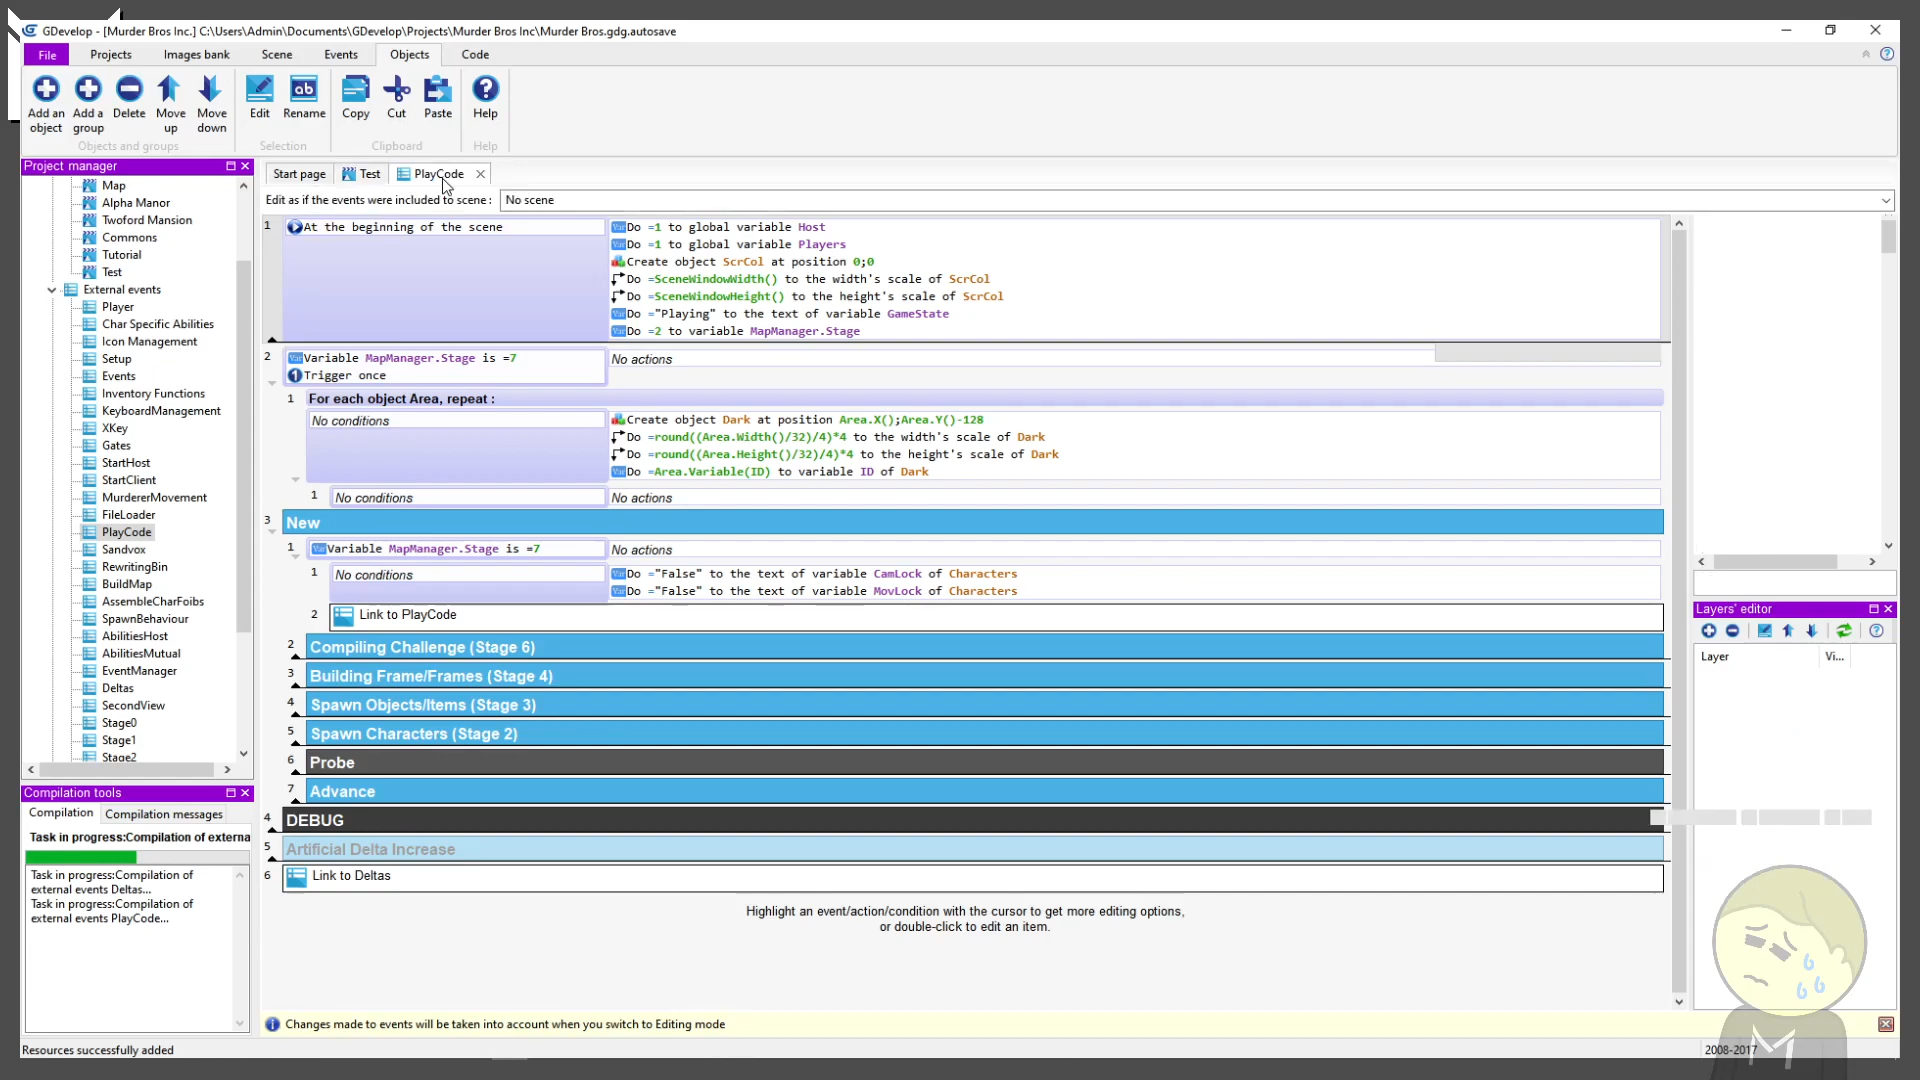 GDevelop - [Murder Bros Inc.] C:\Users\Admin\Documents\GDevelop\Projects\Murder Bros Inc\Murder Bros.gdg.autosave
File Projects Images bank Scene Events Objects Code
Add an object
Add a group
Delete
Move up
Move down
Edit
Rename
Copy
Cut
Paste
Help
Objects and groups
Selection
Clipboard
Help
Project manager
Map
Alpha Manor
Twoford Mansion
Commons
Tutorial
Test
External events
Player
Char Specific Abilities
Icon Management
Setup
Events
Inventory Functions
KeyboardManagement
XKey
Gates
StartHost
StartClient
MurdererMovement
FileLoader
PlayCode
Sandvox
RewritingBin
BuildMap
AssembleCharFoibs
SpawnBehaviour
AbilitiesHost
AbilitiesMutual
EventManager
Deltas
SecondView
Stage0
Stage1
Stage2
Compilation tools
Compilation Compilation messages
Task in progress:Compilation of externa
Task in progress:Compilation of
external events Deltas...
Task in progress:Compilation of
external events PlayCode...
Start page Test PlayCode
Edit as if the events were included to scene : No scene
1 At the beginning of the scene
Do =1 to global variable Host
Do =1 to global variable Players
Create object ScrCol at position 0;0
Do =SceneWindowWidth() to the width's scale of ScrCol
Do =SceneWindowHeight() to the height's scale of ScrCol
Do ="Playing" to the text of variable GameState
Do =2 to variable MapManager.Stage
2 Variable MapManager.Stage is =7 No actions
Trigger once
1 For each object Area, repeat :
No conditions
Create object Dark at position Area.X();Area.Y()-128
Do =round((Area.Width()/32)/4)*4 to the width's scale of Dark
Do =round((Area.Height()/32)/4)*4 to the height's scale of Dark
Do =Area.Variable(ID) to variable ID of Dark
1 No conditions No actions
3 New
1 Variable MapManager.Stage is =7 No actions
1 No conditions Do ="False" to the text of variable CamLock of Characters
Do ="False" to the text of variable MovLock of Characters
2 Link to PlayCode
2 Compiling Challenge (Stage 6)
3 Building Frame/Frames (Stage 4)
4 Spawn Objects/Items (Stage 3)
5 Spawn Characters (Stage 2)
6 Probe
7 Advance
4 DEBUG
5 Artificial Delta Increase
6 Link to Deltas
Highlight an event/action/condition with the cursor to get more editing options,
or double-click to edit an item.
Changes made to events will be taken into account when you switch to Editing mode
Layers' editor
Layer Vi...
Resources successfully added
2008-2017